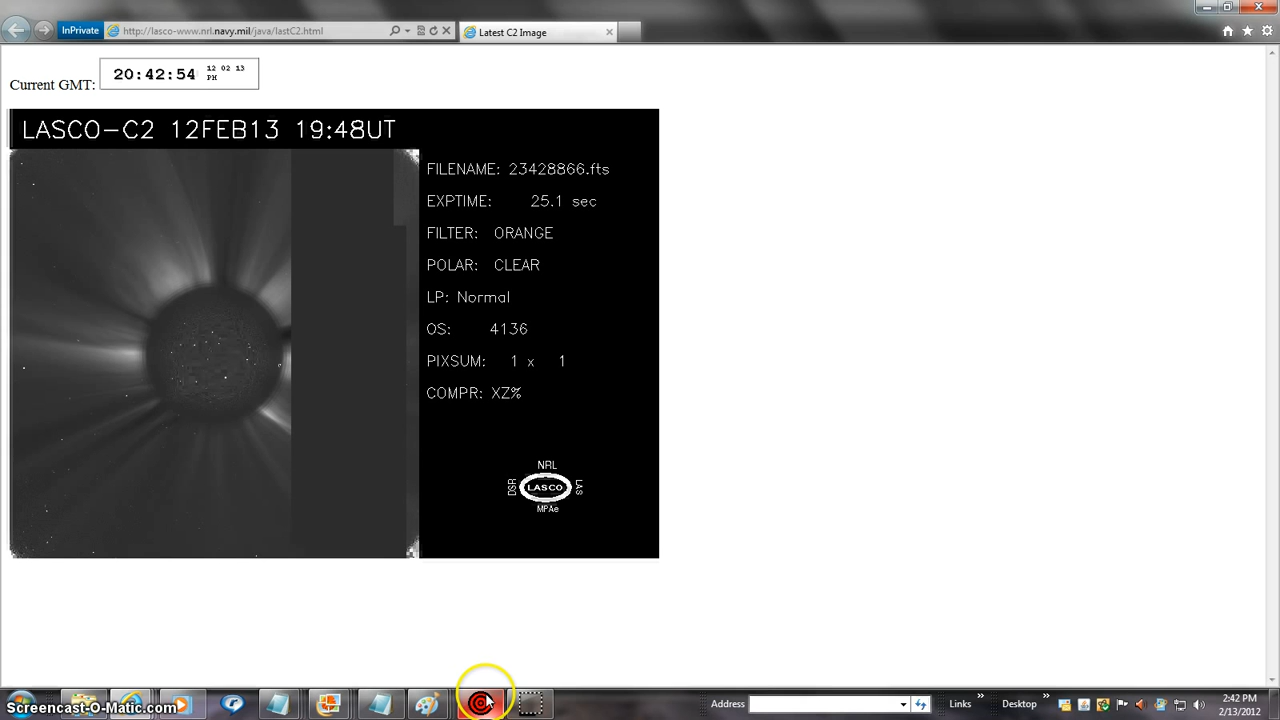 InPrivate
http://lasco-www.nrl.navy.mil/java/lastC2.html
Latest C2 Image
Current GMT:
20:42:54
12 02 13
PM
LASCO-C2 12FEB13 19:48UT
FILENAME: 23428866.fts
EXPTIME: 25.1 sec
FILTER: ORANGE
POLAR: CLEAR
LP: Normal
OS: 4136
PIXSUM: 1 x 1
COMPR: XZ%
NRL
DSR
LASCO
LAS
MPAe
Screencast-O-Matic.com
Address
Links
Desktop
2:42 PM
2/13/2012